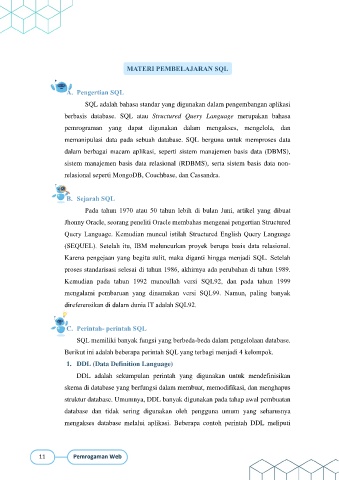 MATERI PEMBELAJARAN SQL
A. Pengertian SQL
SQL adalah bahasa standar yang digunakan dalam pengembangan aplikasi
berbasis database. SQL atau Structured Query Language merupakan bahasa
pemrograman yang dapat digunakan dalam mengakses, mengelola, dan
memanipulasi data pada sebuah database. SQL berguna untuk memproses data
dalam berbagai macam aplikasi, seperti sistem manajemen basis data (DBMS),
sistem manajemen basis data relasional (RDBMS), serta sistem basis data non-
relasional seperti MongoDB, Couchbase, dan Cassandra.
B. Sejarah SQL
Pada tahun 1970 atau 50 tahun lebih di bulan Juni, artikel yang dibuat
Jhonny Oracle, seorang peneliti Oracle membahas mengenai pengertian Structured
Query Language. Kemudian muncul istilah Structured English Query Language
(SEQUEL). Setelah itu, IBM meluncurkan proyek berupa basis data relasional.
Karena pengejaan yang begitu sulit, maka diganti hingga menjadi SQL. Setelah
proses standarisasi selesai di tahun 1986, akhirnya ada perubahan di tahun 1989.
Kemudian pada tahun 1992 muncullah versi SQL92, dan pada tahun 1999
mengalami pembaruan yang dinamakan versi SQL99. Namun, paling banyak
direferensikan di dalam dunia IT adalah SQL92.
C. Perintah- perintah SQL
SQL memiliki banyak fungsi yang berbeda-beda dalam pengelolaan database.
Berikut ini adalah beberapa perintah SQL yang terbagi menjadi 4 kelompok.
1. DDL (Data Definition Language)
DDL adalah sekumpulan perintah yang digunakan untuk mendefinisikan
skema di database yang berfungsi dalam membuat, memodifikasi, dan menghapus
struktur database. Umumnya, DDL banyak digunakan pada tahap awal pembuatan
database dan tidak sering digunakan oleh pengguna umum yang seharusnya
mengakses database melalui aplikasi. Beberapa contoh perintah DDL meliputi
11 Pemrogaman Web